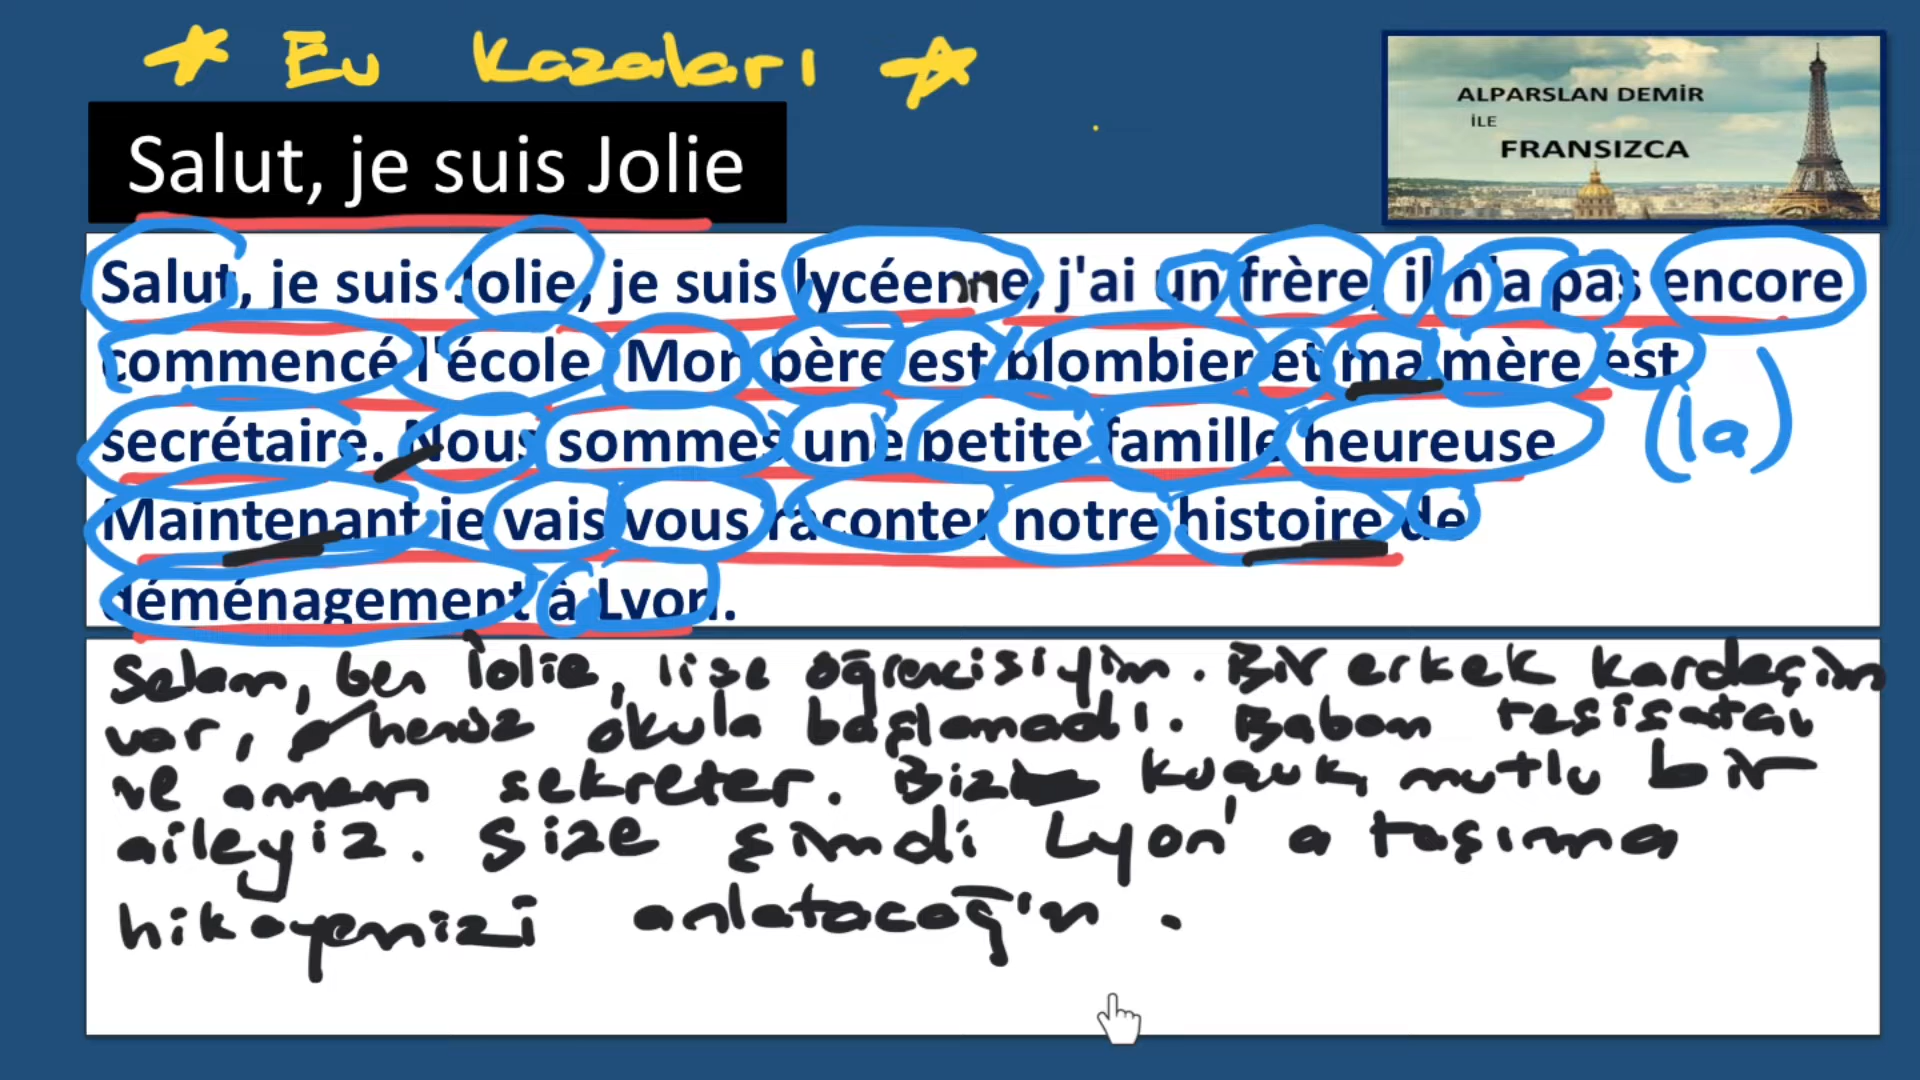 ★ Ev Kazaları ★
ALPARSLAN DEMİR
İLE
FRANSIZCA
Salut, je suis Jolie
Salut, je suis Jolie, je suis lycéenne, j'ai un frère, il n'a pas encore
commencé l'école. Mon père est plombier et ma mère est
(la)
secrétaire. Nous sommes une petite famille heureuse
Maintenant je vais vous raconter notre histoire de
déménagement à Lyon.
Selam, ben Jolie, lise öğrencisiyim. Bir erkek kardeşim
var, henüz okula başlamadı. Babam tesisatçı
ve annem sekreter. Biz küçük, mutlu bir
aileyiz. Size şimdi Lyon'a taşınma
hikayemizi anlatacağım.